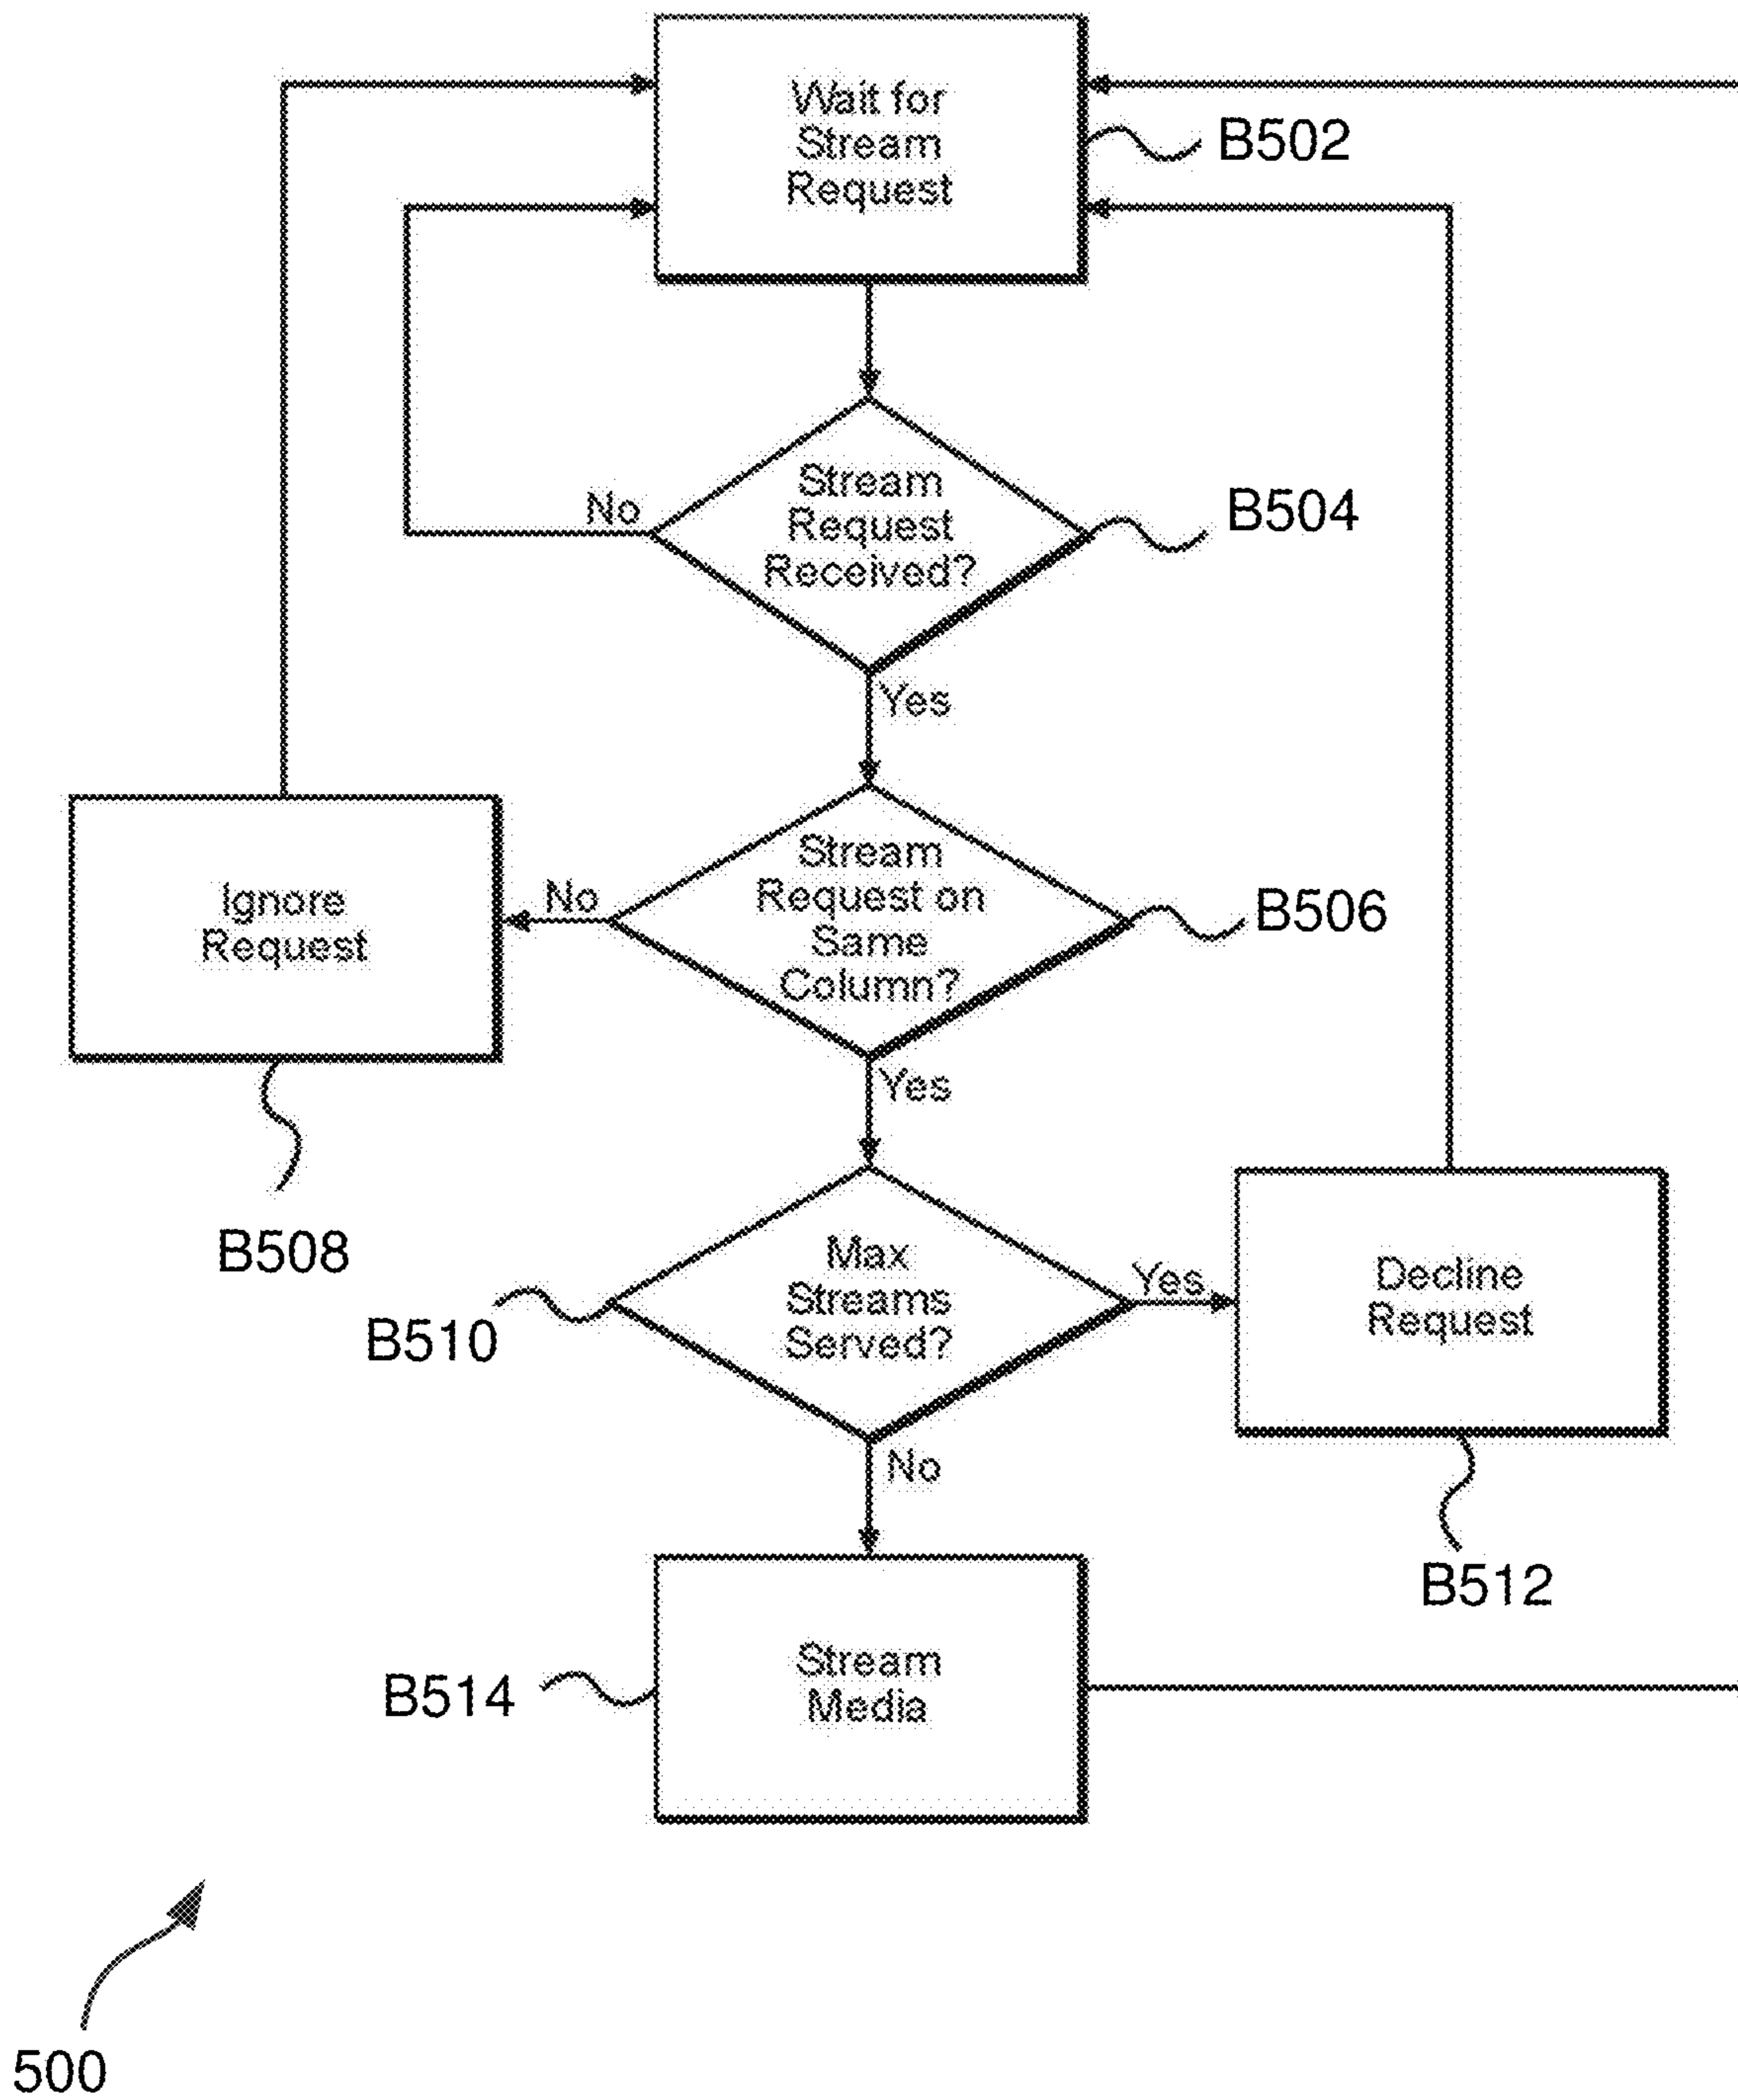 Wait for
Stream
Request
B502
Stream
Request
Received?
B504
No
Yes
Stream
Request on
Same
Column?
B506
No
Ignore
Request
B508
Yes
Max
Streams
Served?
B510
Yes
Decline
Request
B512
No
Stream
Media
B514
500